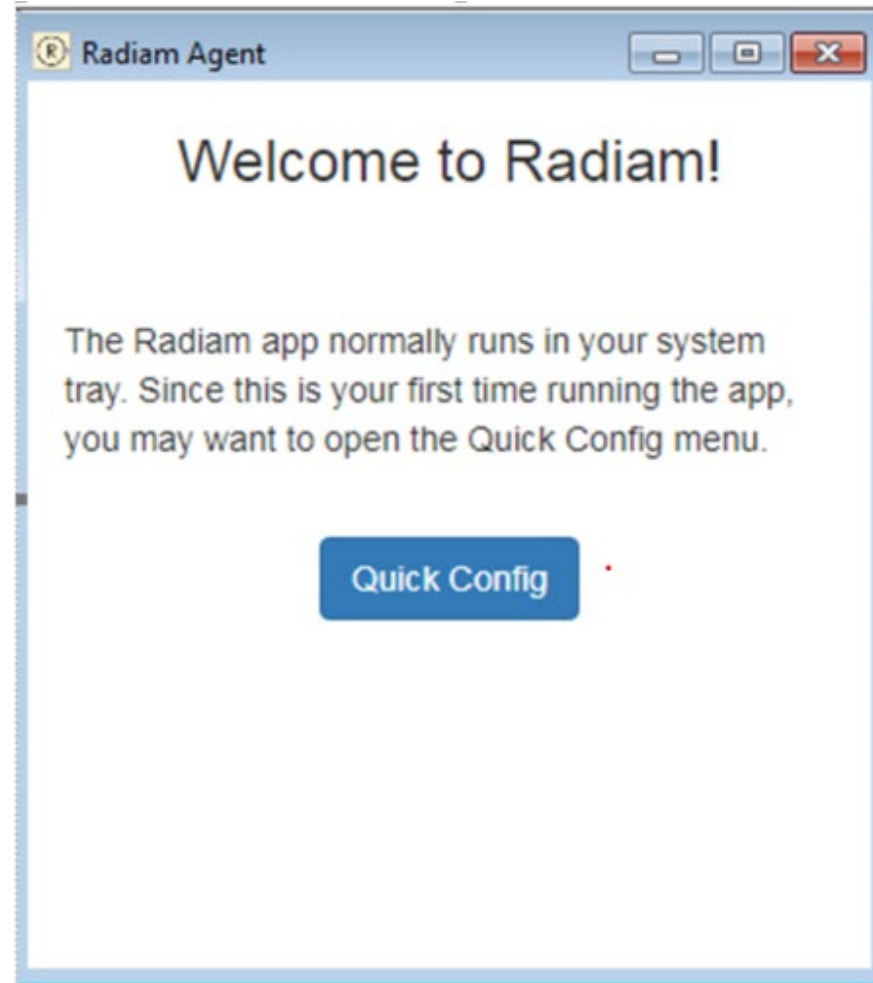 Radiam Agent
Welcome to Radiam!
The Radiam app normally runs in your system
tray. Since this is your first time running the app,
you may want to open the Quick Config menu.
Quick Config